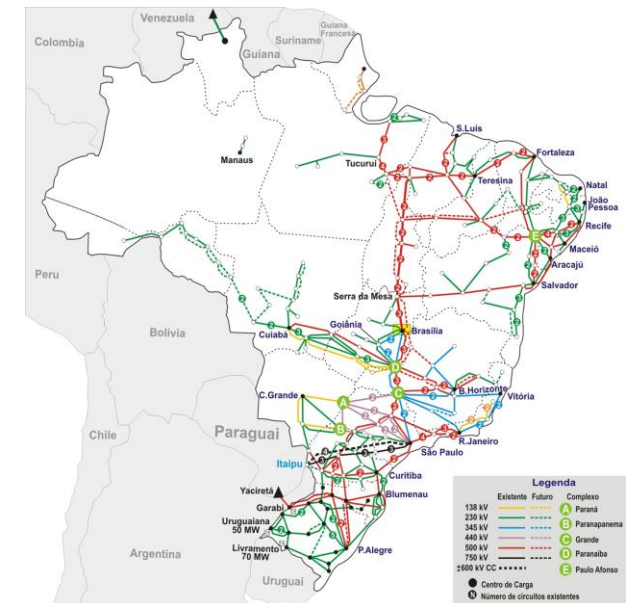 Venezuela
Guiana
Francesa
Colombia
Suriname
Guiana
S.Luis
Fortaleza
Manaus
Tucurui
Teresina
Natal
João
Pessoa
Recife
E
Maceió
Aracajú
Peru
Serra da Mesa
Salvador
Goiânia
Brasília
Cuiabá
Bolívia
D
B.Horizonte
Vitória
C.Grande
A
C
B
Paraguai
R.Janeiro
São Paulo
Chile
Itaipu
Curitiba
Yaciretá
Blumenau
Garabi
Uruguaiana
50 MW
Livramento
70 MW
P.Alegre
Argentina
Uruguai
Legenda
Existente Futuro Complexo
138 kV A Paraná
230 kV
345 kV B Paranapanema
440 kV C Grande
500 kV D Paranaiba
750 kV
±600 kV CC E Paulo Afonso
Centro de Carga
N Número de circuitos existentes